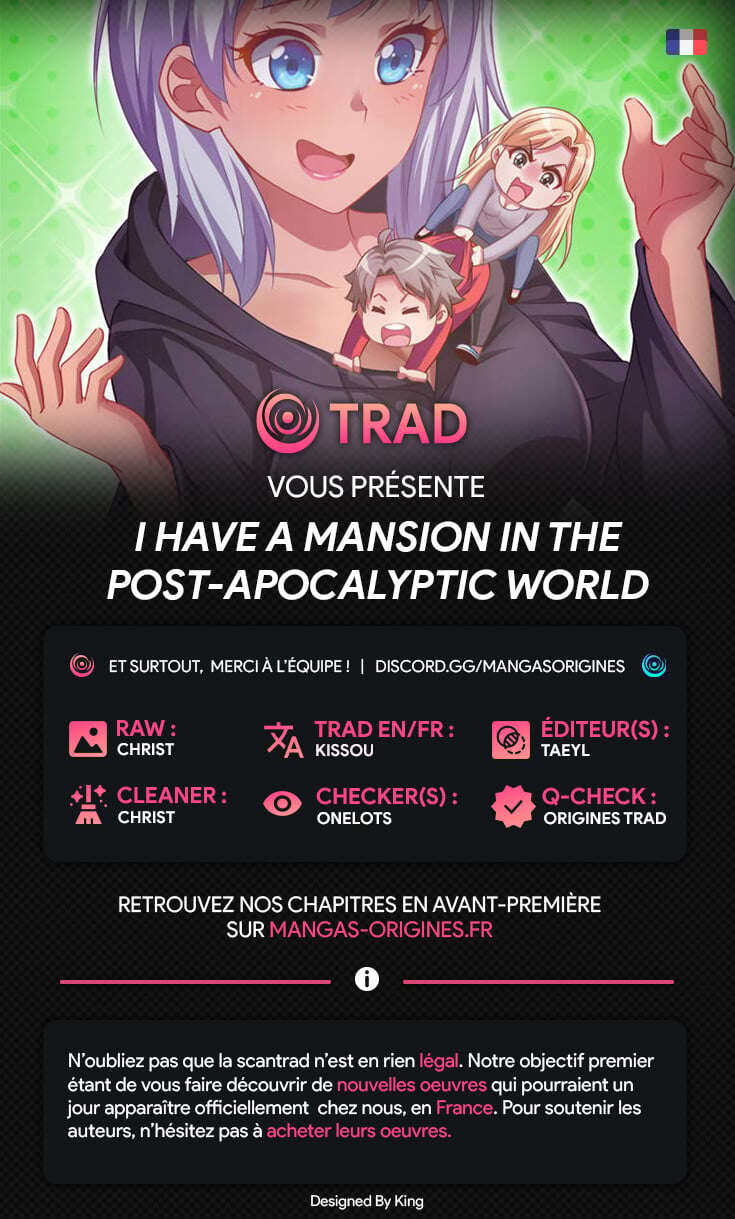 TRAD
VOUS PRÉSENTE
I HAVE A MANSION IN THE
POST-APOCALYPTIC WORLD
ET SURTOUT, MERCI À L'ÉQUIPE ! | DISCORD.GG/MANGASORIGINES
RAW :
CHRIST
TRAD EN/FR :
KISSOU
ÉDITEUR(S) :
TAEYL
CLEANER :
CHRIST
CHECKER(S) :
ONELOTS
Q-CHECK :
ORIGINES TRAD
RETROUVEZ NOS CHAPITRES EN AVANT-PREMIÈRE
SUR MANGAS-ORIGINES.FR
N'oubliez pas que la scantrad n'est en rien légal. Notre objectif premier
étant de vous faire découvrir de nouvelles oeuvres qui pourraient un
jour apparaître officiellement chez nous, en France. Pour soutenir les
auteurs, n'hésitez pas à acheter leurs oeuvres.
Designed By King